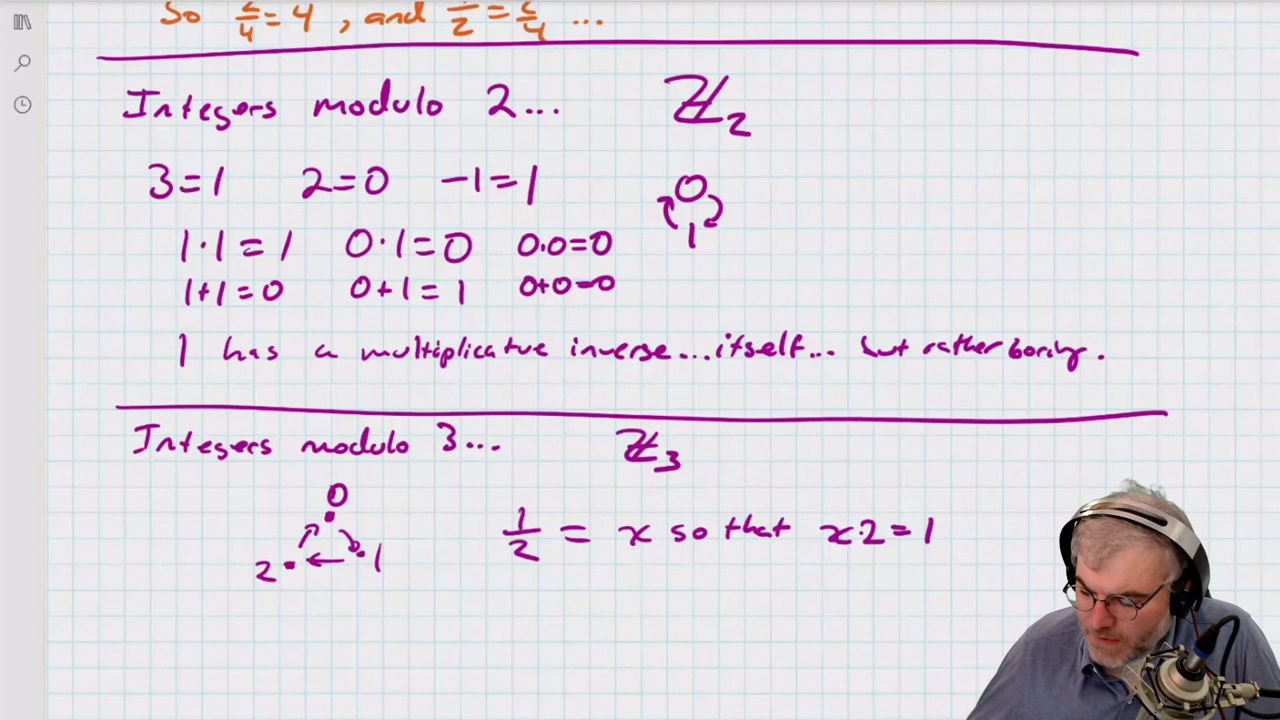 So 2/4 = 4, and 1/2 = 2/4 ...
Integers modulo 2... ℤ₂
3=1 2=0 -1=1
0
1
1·1=1 0·1=0 0·0=0
1+1=0 0+1=1 0+0=0
1 has a multiplicative inverse...itself... but rather boring.
Integers modulo 3... ℤ₃
0
1/2 = x so that x·2=1
2 1